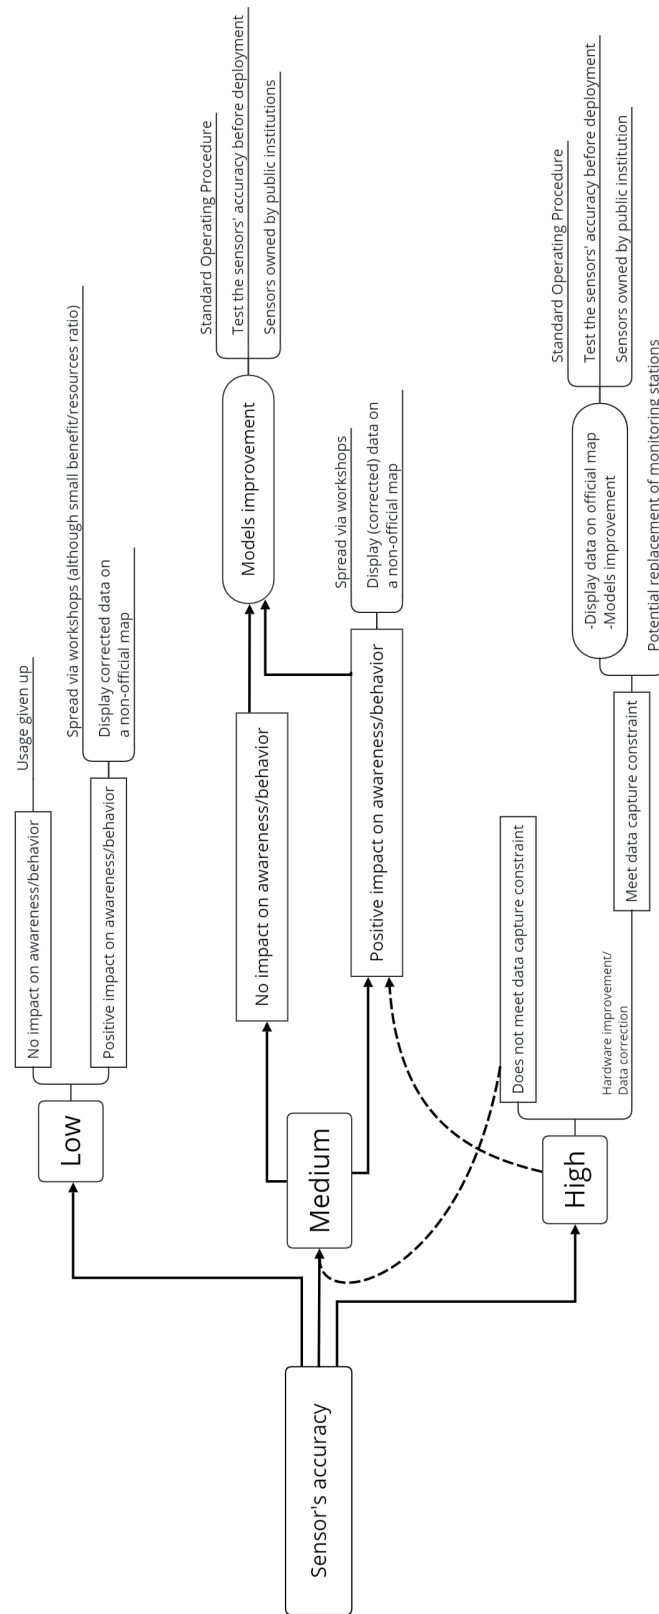 Sensor's accuracy
Low
No impact on awareness/behavior
Usage given up
Positive impact on awareness/behavior
Spread via workshops (although small benefit/resources ratio)
Display corrected data on
a non-official map
Medium
No impact on awareness/behavior
Models improvement
Standard Operating Procedure
Test the sensors' accuracy before deployment
Sensors owned by public institutions
Positive impact on awareness/behavior
Spread via workshops
Display (corrected) data on
a non-official map
High
Does not meet data capture constraint
Hardware improvement/
Data correction
Meet data capture constraint
-Display data on official map
-Models improvement
Standard Operating Procedure
Test the sensors' accuracy before deployment
Sensors owned by public institution
Potential replacement of monitoring stations